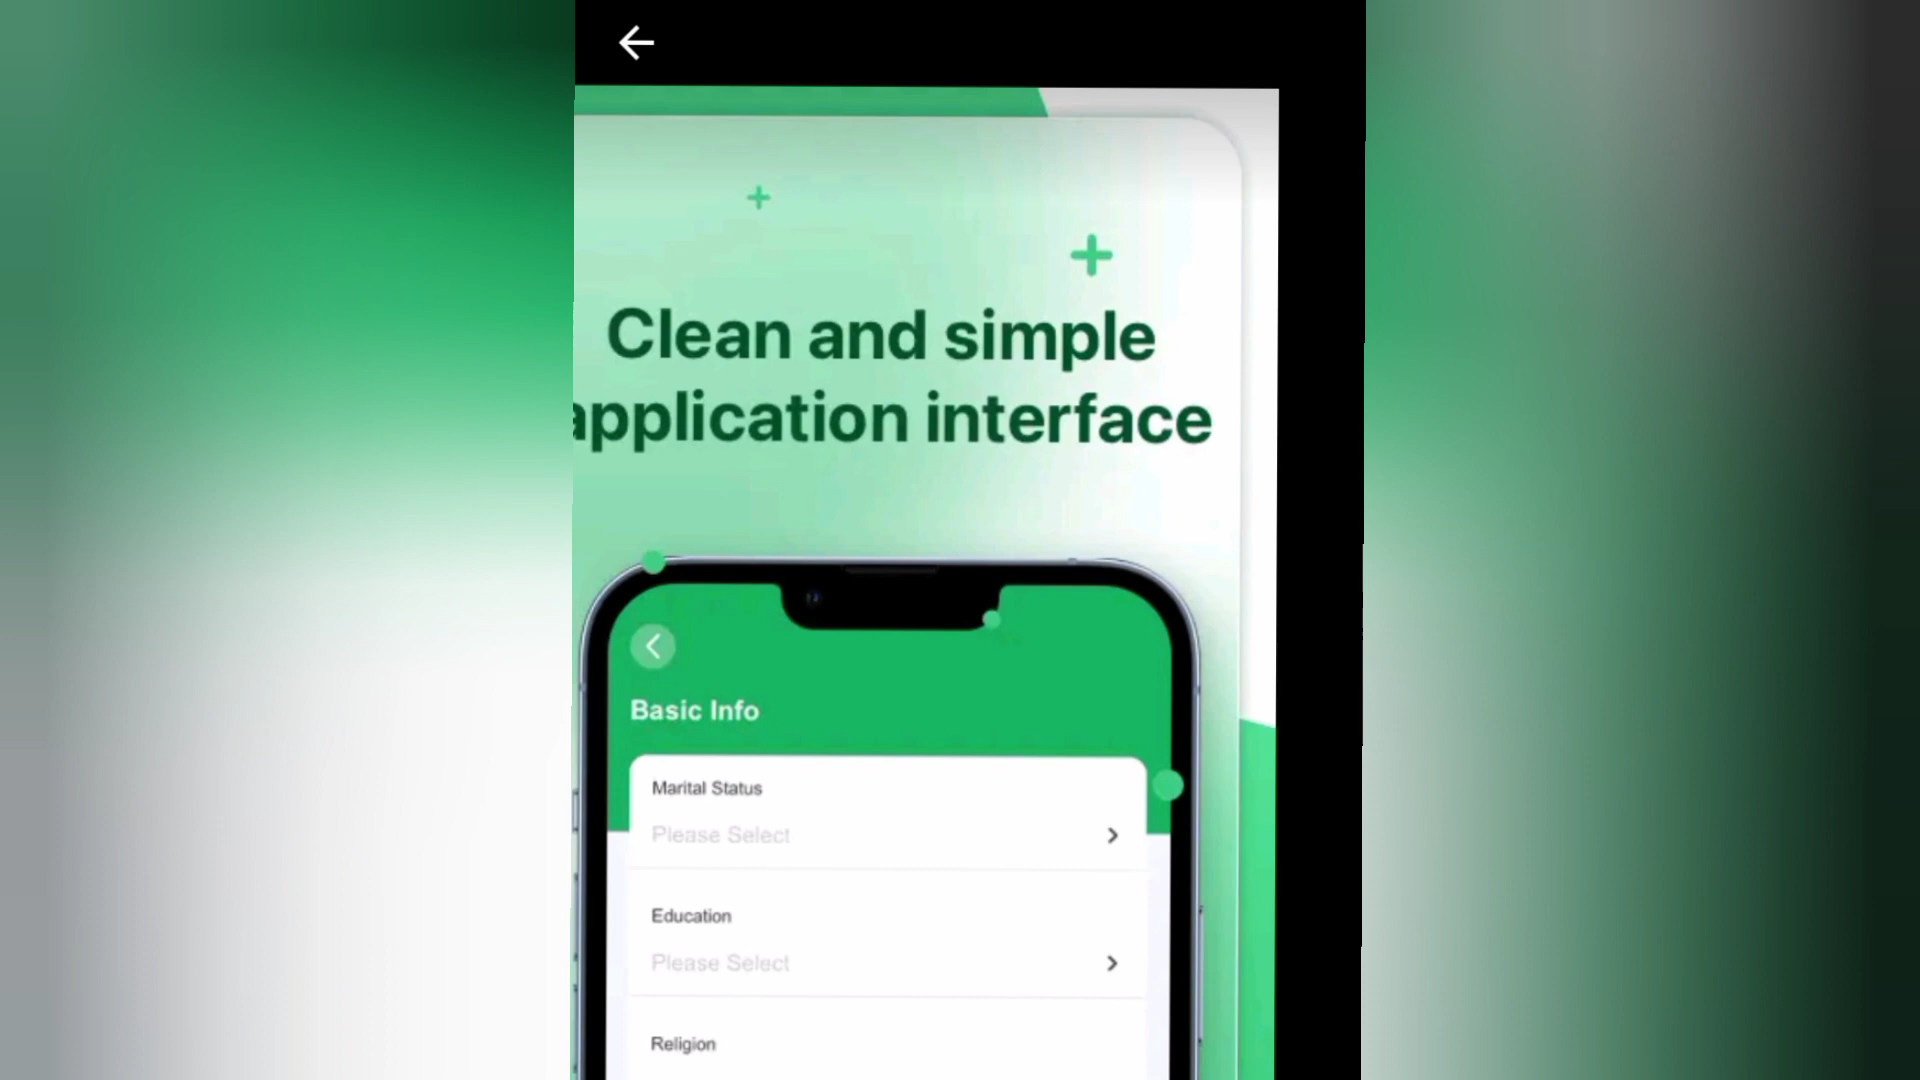 Clean and simple
application interface
Basic Info
Marital Status
Please Select
Education
Please Select
Religion